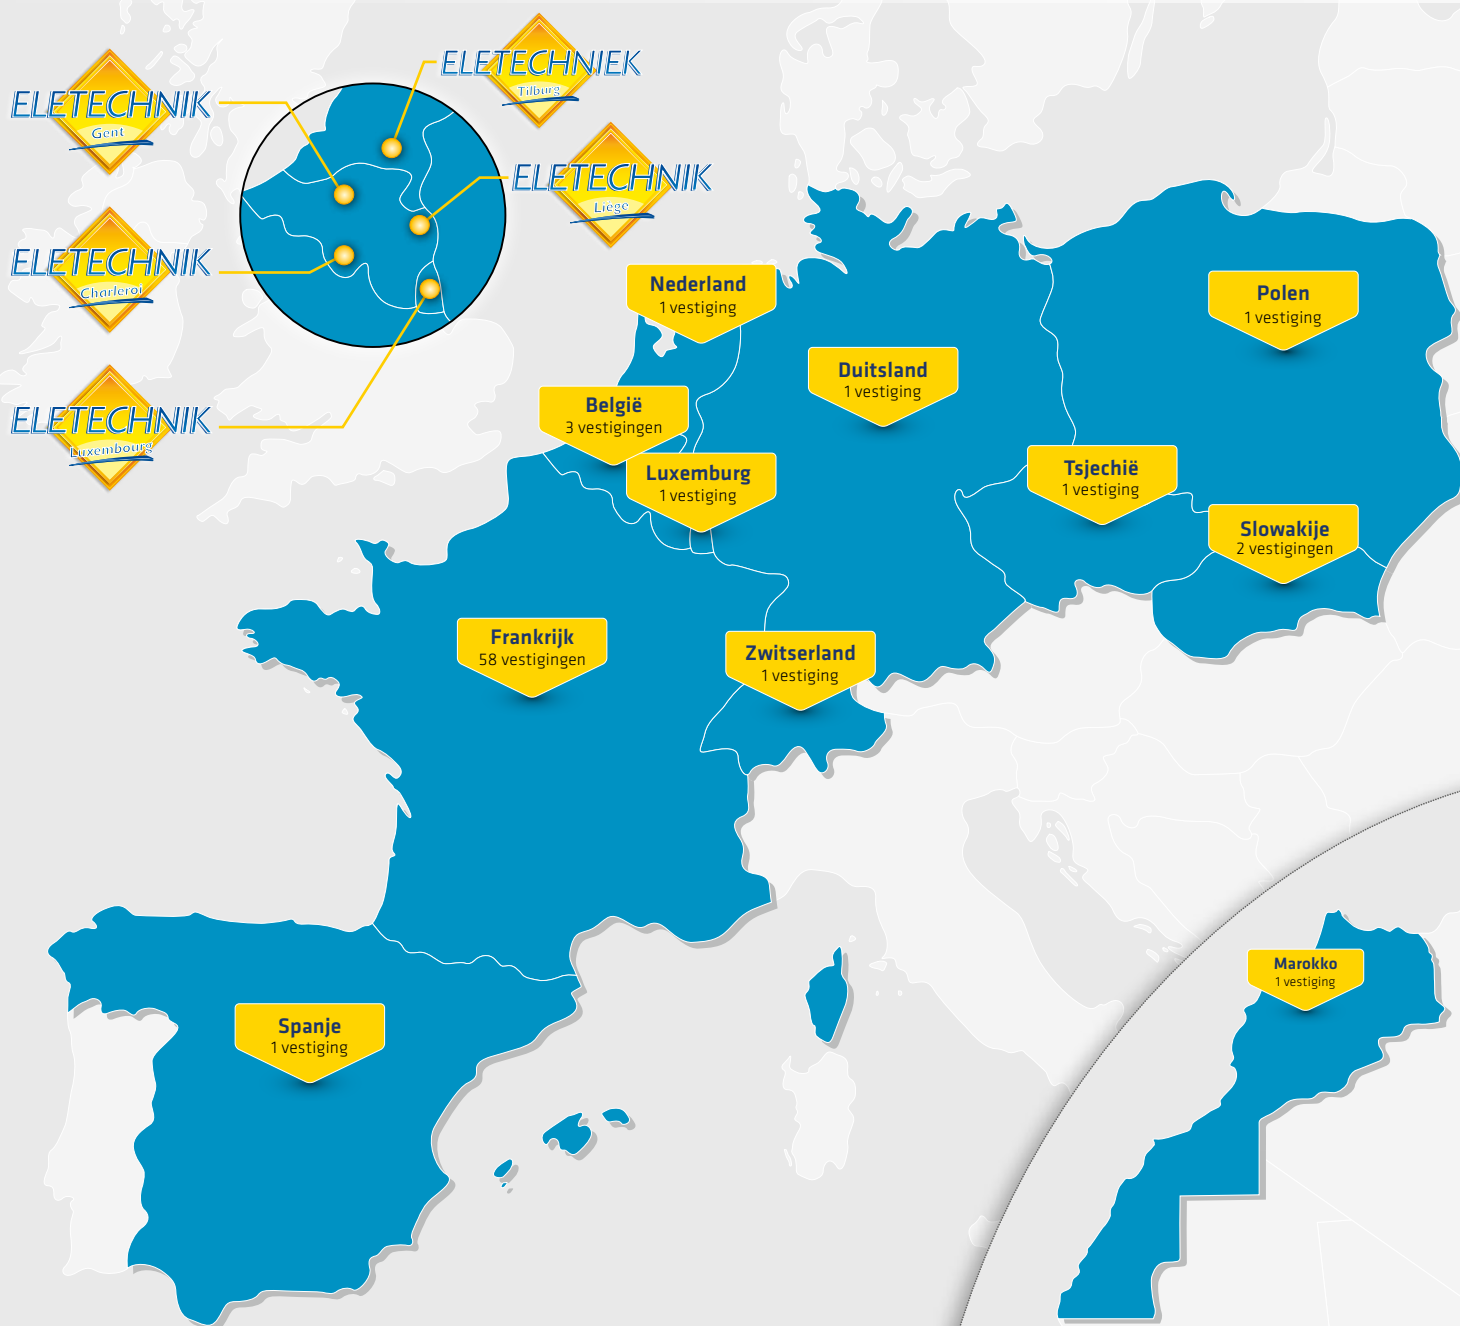 ELETECHNIEK
Tilburg
ELETECHNIK
Gent
ELETECHNIK
Liège
ELETECHNIK
Charleroi
ELETECHNIK
Luxembourg
Nederland
1 vestiging
Polen
1 vestiging
Duitsland
1 vestiging
België
3 vestigingen
Luxemburg
1 vestiging
Tsjechië
1 vestiging
Slowakije
2 vestigingen
Frankrijk
58 vestigingen
Zwitserland
1 vestiging
Marokko
1 vestiging
Spanje
1 vestiging